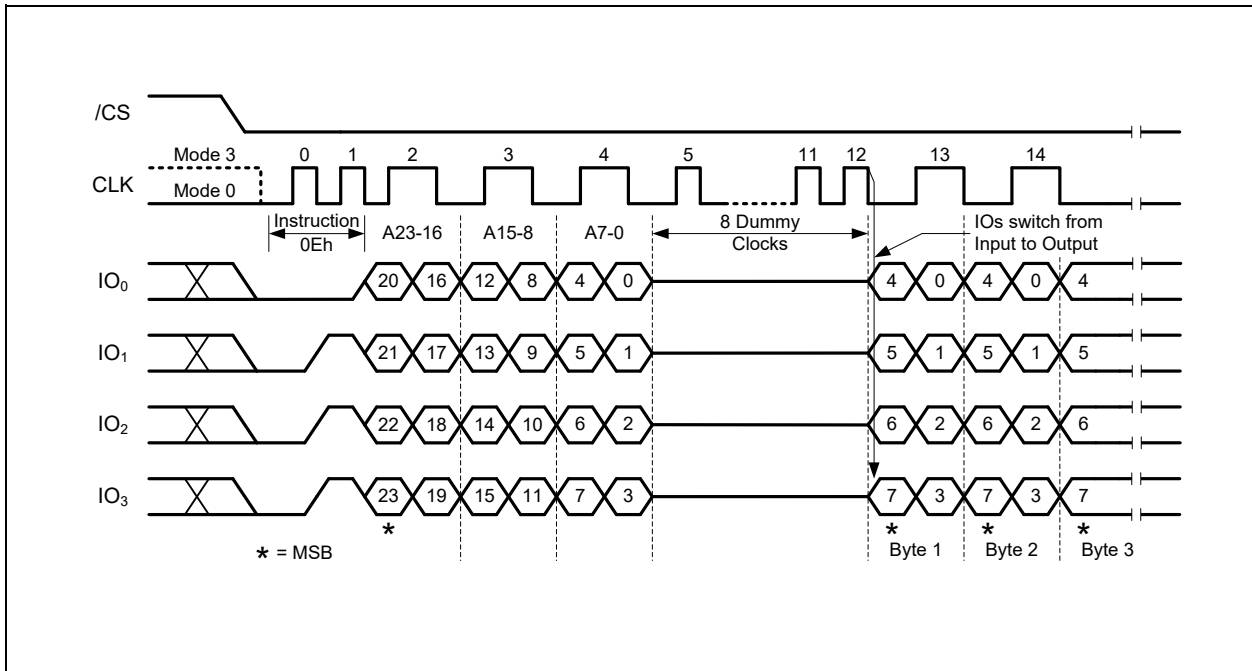 /CS
Mode 3
0 1 2 3 4 5 11 12 13 14
CLK
Mode 0
Instruction
0Eh
A23-16 A15-8 A7-0
8 Dummy
Clocks
IOs switch from
Input to Output
IO0 20 16 12 8 4 0 4 0 4 0 4
IO1 21 17 13 9 5 1 5 1 5 1 5
IO2 22 18 14 10 6 2 6 2 6 2 6
IO3 23 19 15 11 7 3 7 3 7 3 7
* * * *
* = MSB
Byte 1 Byte 2 Byte 3